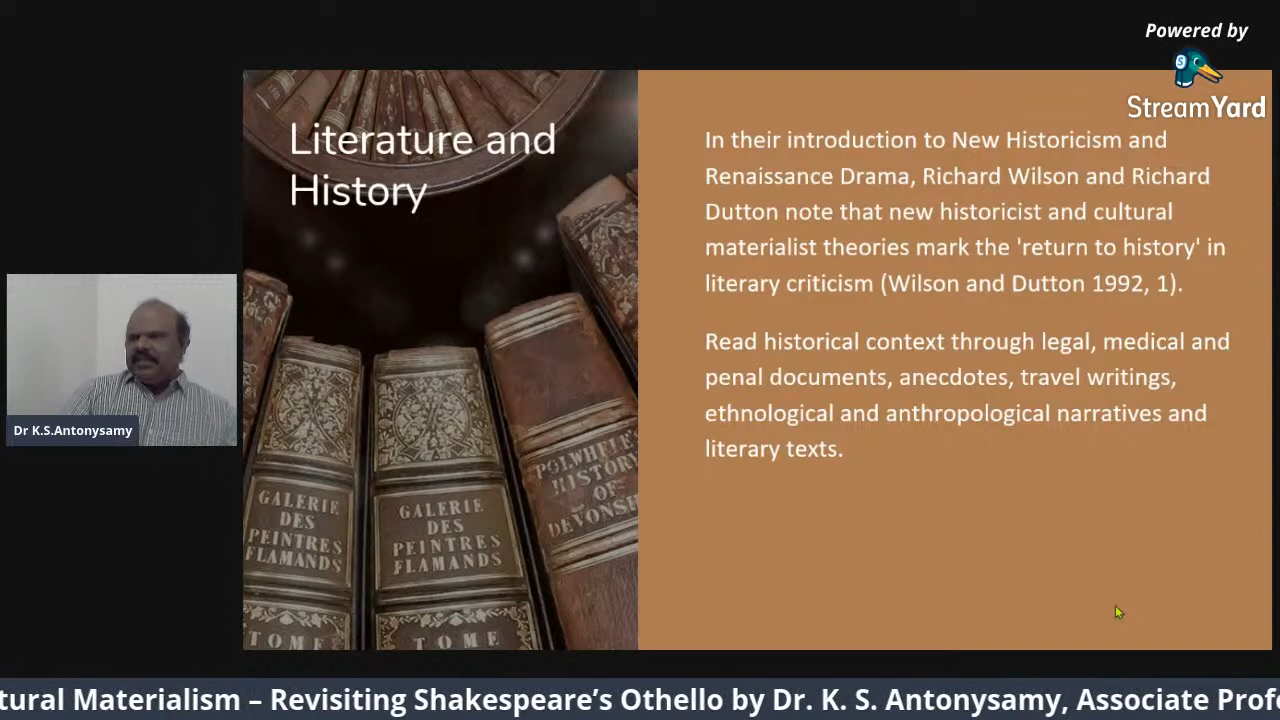 Powered by
StreamYard
Literature and
History
In their introduction to New Historicism and
Renaissance Drama, Richard Wilson and Richard
Dutton note that new historicist and cultural
materialist theories mark the 'return to history' in
literary criticism (Wilson and Dutton 1992, 1).
Read historical context through legal, medical and
penal documents, anecdotes, travel writings,
ethnological and anthropological narratives and
literary texts.
Dr K.S.Antonysamy
GALERIE
DES
PEINTRES
FLAMANDS
TOME
GALERIE
DES
PEINTRES
FLAMANDS
TOME
POLWHELE'S
HISTORY
OF
DEVONSH
tural Materialism – Revisiting Shakespeare's Othello by Dr. K. S. Antonysamy, Associate Profe